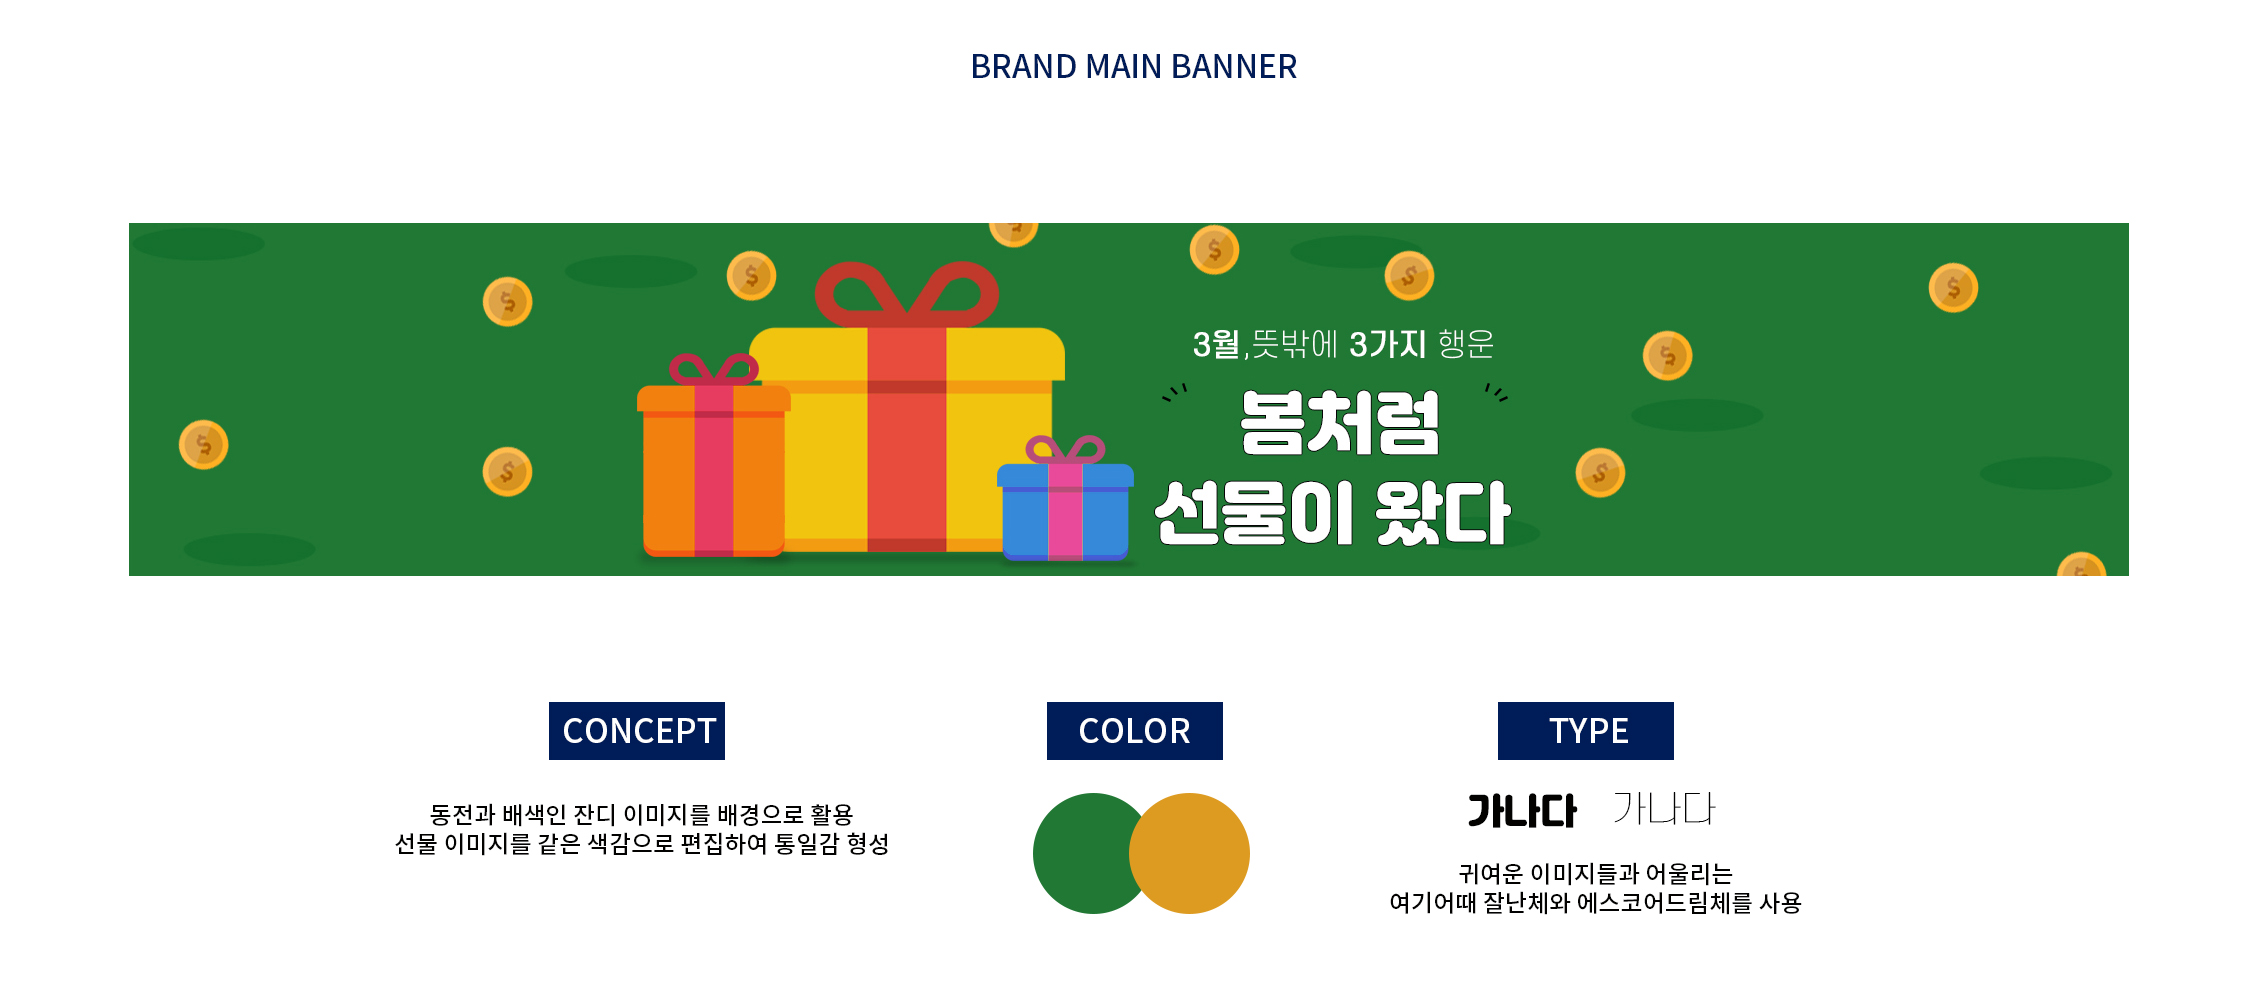 BRAND MAIN BANNER
3월,뜻밖에 3가지 행운
봄처럼
선물이 왔다
CONCEPT
동전과 배색인 잔디 이미지를 배경으로 활용
선물 이미지를 같은 색감으로 편집하여 통일감 형성
COLOR
TYPE
가나다 가나다
귀여운 이미지들과 어울리는
여기어때 잘난체와 에스코어드림체를 사용